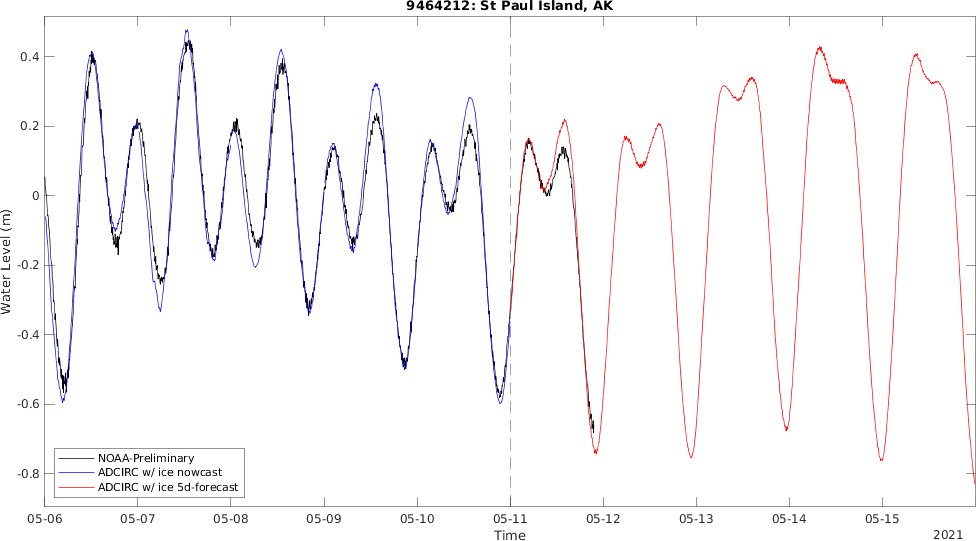 9464212: St Paul Island, AK
Water Level (m)
0.4
0.2
0
-0.2
-0.4
-0.6
-0.8
NOAA-Preliminary
ADCIRC w/ ice nowcast
ADCIRC w/ ice 5d-forecast
05-06 05-07 05-08 05-09 05-10 05-11 05-12 05-13 05-14 05-15
Time
2021